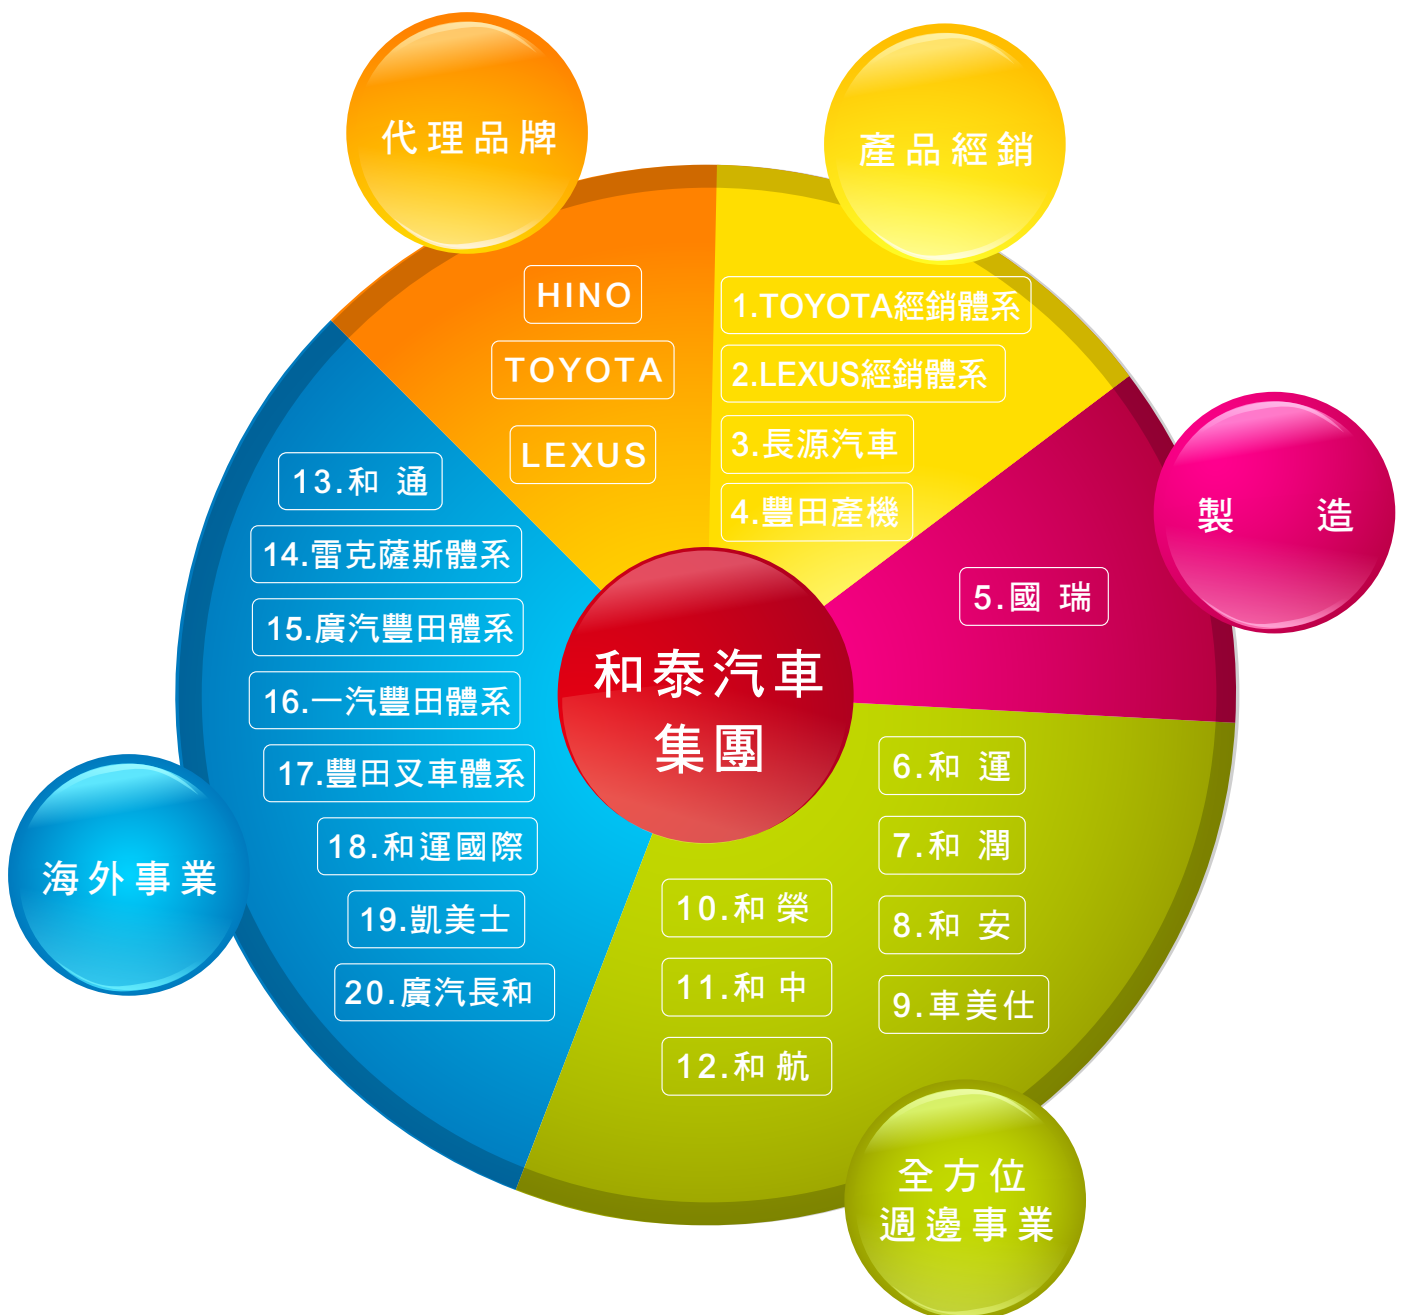 代理品牌
HINO
TOYOTA
LEXUS
產品經銷
1.TOYOTA經銷體系
2.LEXUS經銷體系
3.長源汽車
4.豐田產機
製 造
5.國 瑞
和泰汽車
集團
6.和 運
7.和 潤
8.和 安
9.車美仕
10.和 榮
11.和 中
12.和 航
全方位
週邊事業
13.和 通
14.雷克薩斯體系
15.廣汽豐田體系
16.一汽豐田體系
17.豐田叉車體系
18.和運國際
19.凱美士
20.廣汽長和
海外事業